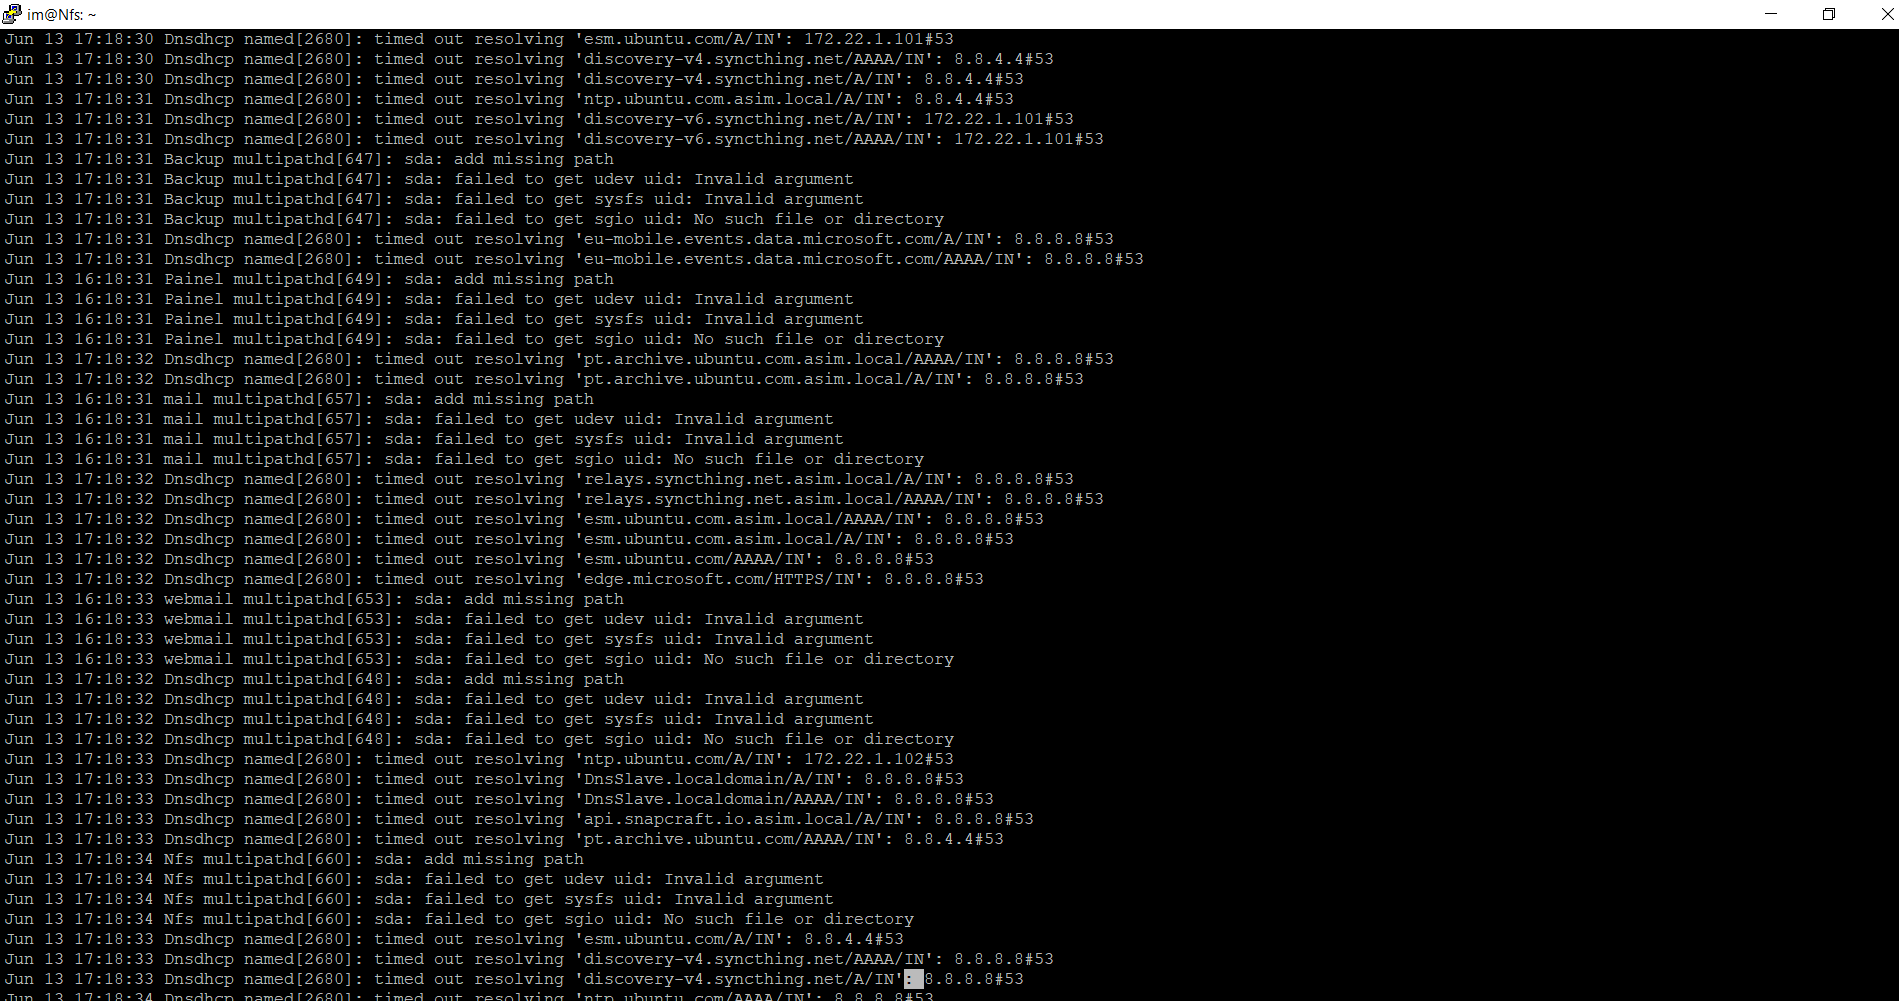 im@Nfs: ~
Jun 13 17:18:30 Dnsdhcp named[2680]: timed out resolving 'esm.ubuntu.com/A/IN': 172.22.1.101#53
Jun 13 17:18:30 Dnsdhcp named[2680]: timed out resolving 'discovery-v4.syncthing.net/AAAA/IN': 8.8.4.4#53
Jun 13 17:18:30 Dnsdhcp named[2680]: timed out resolving 'discovery-v4.syncthing.net/A/IN': 8.8.4.4#53
Jun 13 17:18:31 Dnsdhcp named[2680]: timed out resolving 'ntp.ubuntu.com.asim.local/A/IN': 8.8.4.4#53
Jun 13 17:18:31 Dnsdhcp named[2680]: timed out resolving 'discovery-v6.syncthing.net/A/IN': 172.22.1.101#53
Jun 13 17:18:31 Dnsdhcp named[2680]: timed out resolving 'discovery-v6.syncthing.net/AAAA/IN': 172.22.1.101#53
Jun 13 17:18:31 Backup multipathd[647]: sda: add missing path
Jun 13 17:18:31 Backup multipathd[647]: sda: failed to get udev uid: Invalid argument
Jun 13 17:18:31 Backup multipathd[647]: sda: failed to get sysfs uid: Invalid argument
Jun 13 17:18:31 Backup multipathd[647]: sda: failed to get sgio uid: No such file or directory
Jun 13 17:18:31 Dnsdhcp named[2680]: timed out resolving 'eu-mobile.events.data.microsoft.com/A/IN': 8.8.8.8#53
Jun 13 17:18:31 Dnsdhcp named[2680]: timed out resolving 'eu-mobile.events.data.microsoft.com/AAAA/IN': 8.8.8.8#53
Jun 13 16:18:31 Painel multipathd[649]: sda: add missing path
Jun 13 16:18:31 Painel multipathd[649]: sda: failed to get udev uid: Invalid argument
Jun 13 16:18:31 Painel multipathd[649]: sda: failed to get sysfs uid: Invalid argument
Jun 13 16:18:31 Painel multipathd[649]: sda: failed to get sgio uid: No such file or directory
Jun 13 17:18:32 Dnsdhcp named[2680]: timed out resolving 'pt.archive.ubuntu.com.asim.local/AAAA/IN': 8.8.8.8#53
Jun 13 17:18:32 Dnsdhcp named[2680]: timed out resolving 'pt.archive.ubuntu.com.asim.local/A/IN': 8.8.8.8#53
Jun 13 16:18:31 mail multipathd[657]: sda: add missing path
Jun 13 16:18:31 mail multipathd[657]: sda: failed to get udev uid: Invalid argument
Jun 13 16:18:31 mail multipathd[657]: sda: failed to get sysfs uid: Invalid argument
Jun 13 16:18:31 mail multipathd[657]: sda: failed to get sgio uid: No such file or directory
Jun 13 17:18:32 Dnsdhcp named[2680]: timed out resolving 'relays.syncthing.net.asim.local/A/IN': 8.8.8.8#53
Jun 13 17:18:32 Dnsdhcp named[2680]: timed out resolving 'relays.syncthing.net.asim.local/AAAA/IN': 8.8.8.8#53
Jun 13 17:18:32 Dnsdhcp named[2680]: timed out resolving 'esm.ubuntu.com.asim.local/AAAA/IN': 8.8.8.8#53
Jun 13 17:18:32 Dnsdhcp named[2680]: timed out resolving 'esm.ubuntu.com.asim.local/A/IN': 8.8.8.8#53
Jun 13 17:18:32 Dnsdhcp named[2680]: timed out resolving 'esm.ubuntu.com/AAAA/IN': 8.8.8.8#53
Jun 13 17:18:32 Dnsdhcp named[2680]: timed out resolving 'edge.microsoft.com/HTTPS/IN': 8.8.8.8#53
Jun 13 16:18:33 webmail multipathd[653]: sda: add missing path
Jun 13 16:18:33 webmail multipathd[653]: sda: failed to get udev uid: Invalid argument
Jun 13 16:18:33 webmail multipathd[653]: sda: failed to get sysfs uid: Invalid argument
Jun 13 16:18:33 webmail multipathd[653]: sda: failed to get sgio uid: No such file or directory
Jun 13 17:18:32 Dnsdhcp multipathd[648]: sda: add missing path
Jun 13 17:18:32 Dnsdhcp multipathd[648]: sda: failed to get udev uid: Invalid argument
Jun 13 17:18:32 Dnsdhcp multipathd[648]: sda: failed to get sysfs uid: Invalid argument
Jun 13 17:18:32 Dnsdhcp multipathd[648]: sda: failed to get sgio uid: No such file or directory
Jun 13 17:18:33 Dnsdhcp named[2680]: timed out resolving 'ntp.ubuntu.com/A/IN': 172.22.1.102#53
Jun 13 17:18:33 Dnsdhcp named[2680]: timed out resolving 'DnsSlave.localdomain/A/IN': 8.8.8.8#53
Jun 13 17:18:33 Dnsdhcp named[2680]: timed out resolving 'DnsSlave.localdomain/AAAA/IN': 8.8.8.8#53
Jun 13 17:18:33 Dnsdhcp named[2680]: timed out resolving 'api.snapcraft.io.asim.local/A/IN': 8.8.8.8#53
Jun 13 17:18:33 Dnsdhcp named[2680]: timed out resolving 'pt.archive.ubuntu.com/AAAA/IN': 8.8.4.4#53
Jun 13 17:18:34 Nfs multipathd[660]: sda: add missing path
Jun 13 17:18:34 Nfs multipathd[660]: sda: failed to get udev uid: Invalid argument
Jun 13 17:18:34 Nfs multipathd[660]: sda: failed to get sysfs uid: Invalid argument
Jun 13 17:18:34 Nfs multipathd[660]: sda: failed to get sgio uid: No such file or directory
Jun 13 17:18:33 Dnsdhcp named[2680]: timed out resolving 'esm.ubuntu.com/A/IN': 8.8.4.4#53
Jun 13 17:18:33 Dnsdhcp named[2680]: timed out resolving 'discovery-v4.syncthing.net/AAAA/IN': 8.8.8.8#53
Jun 13 17:18:33 Dnsdhcp named[2680]: timed out resolving 'discovery-v4.syncthing.net/A/IN': 8.8.8.8#53
Jun 13 17:18:34 Dnsdhcp named[2680]: timed out resolving 'ntp.ubuntu.com/AAAA/IN': 8.8.8.8#53